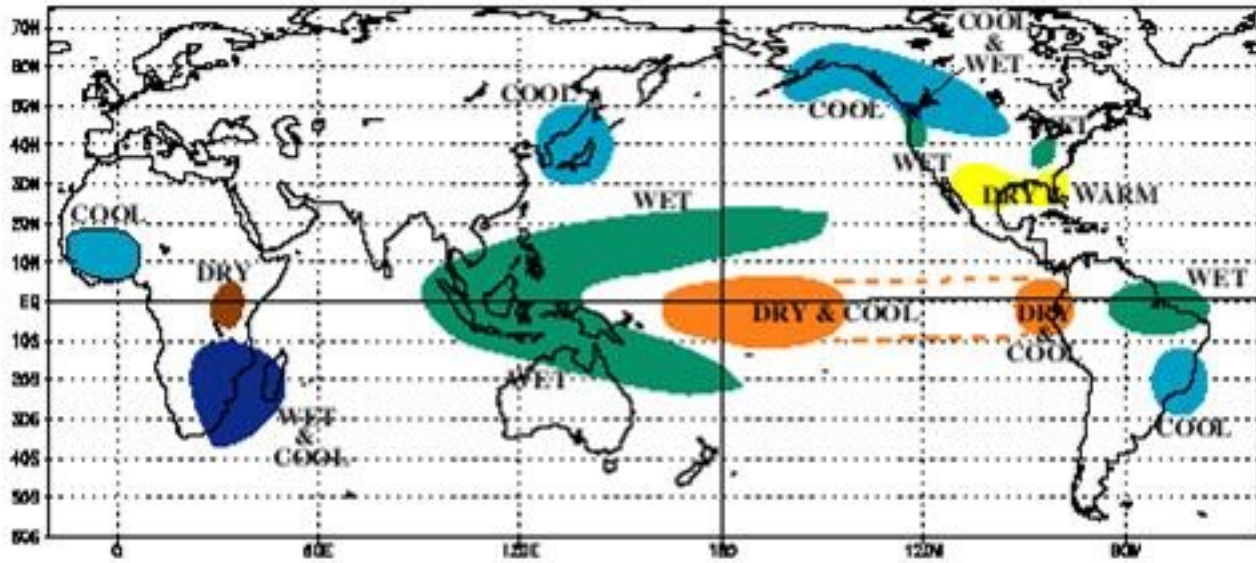 70N
60N
50N
40N
30N
20N
10N
EQ
10S
20S
30S
40S
50S
60S
0
60E
120E
180
120W
60W
COOL
&
WET
COOL
COOL
WET
WET
DRY & WARM
COOL
WET
DRY
DRY & COOL
DRY
&
COOL
WET
WET
WET
&
COOL
COOL